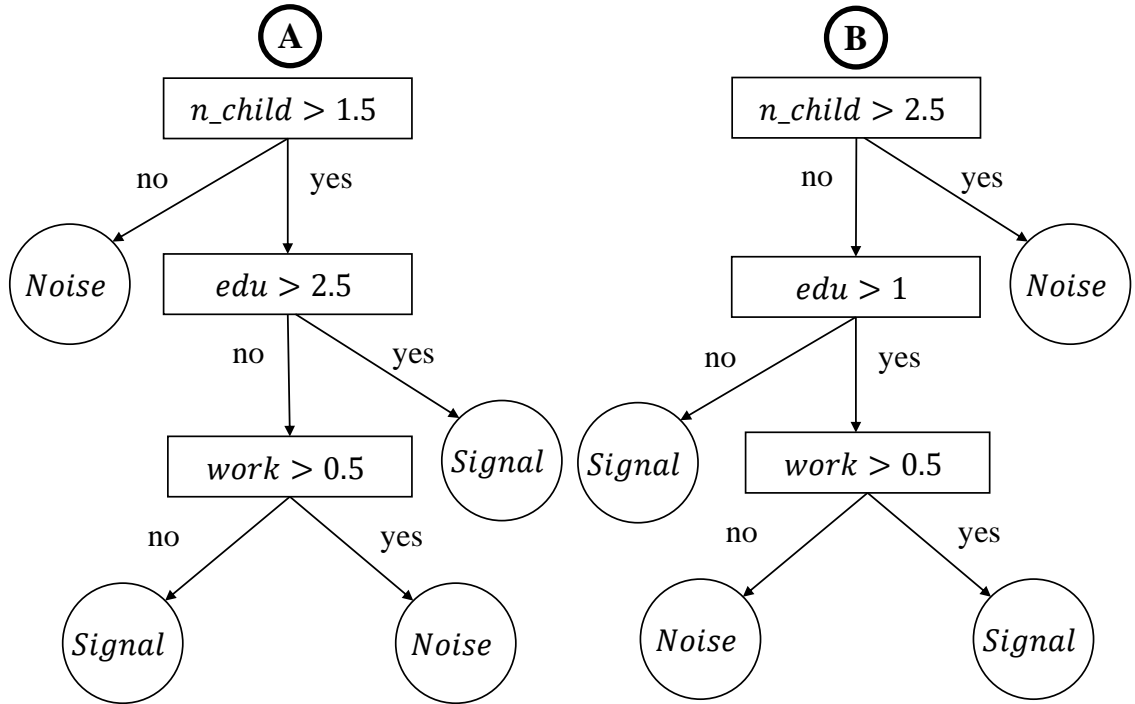 A
n_child > 1.5
no
yes
Noise
edu > 2.5
no
yes
work > 0.5
Signal
no
yes
Signal
Noise
B
n_child > 2.5
no
yes
edu > 1
Noise
no
yes
Signal
work > 0.5
no
yes
Noise
Signal